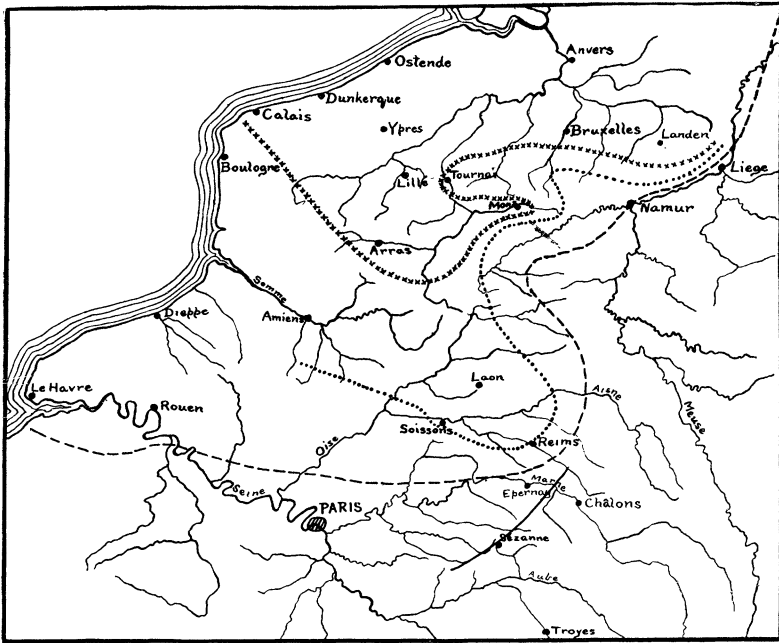 Anvers
Ostende
Dunkerque
Calais
Ypres
Bruxelles
Landen
Boulogne
Liege
Lille
Tournai
Mons
Namur
Arras
Somme
Dieppe
Amiens
Laon
Le Havre
Aisne
Rouen
Meuse
Soissons
Reims
Oise
Marne
Seine
Epernay
Châlons
PARIS
Sézanne
Aube
Troyes